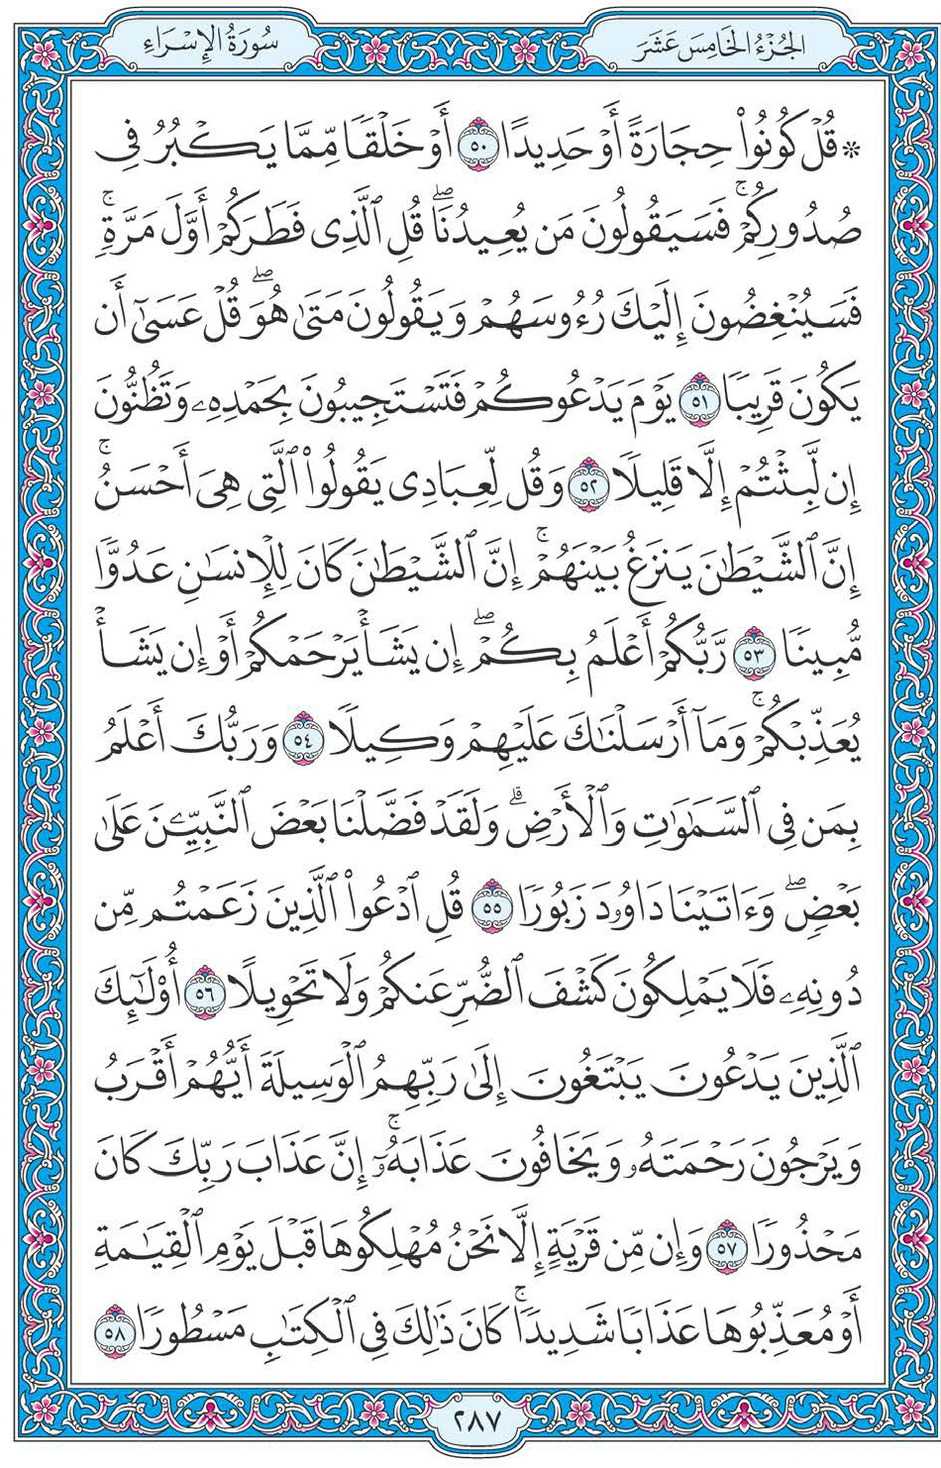 الجُزْءُ الخَامِسَ عَشَرَ
سُورَةُ الإِسْرَاءِ
۞ قُلْ كُونُوا۟ حِجَارَةً أَوْ حَدِيدًا ٥٠ أَوْ خَلْقًا مِّمَّا يَكْبُرُ فِى
صُدُورِكُمْ ۚ فَسَيَقُولُونَ مَن يُعِيدُنَا ۖ قُلِ ٱلَّذِى فَطَرَكُمْ أَوَّلَ مَرَّةٍ ۚ
فَسَيُنْغِضُونَ إِلَيْكَ رُءُوسَهُمْ وَيَقُولُونَ مَتَىٰ هُوَ ۖ قُلْ عَسَىٰٓ أَن
يَكُونَ قَرِيبًا ٥١ يَوْمَ يَدْعُوكُمْ فَتَسْتَجِيبُونَ بِحَمْدِهِۦ وَتَظُنُّونَ
إِن لَّبِثْتُمْ إِلَّا قَلِيلًا ٥٢ وَقُل لِّعِبَادِى يَقُولُوا۟ ٱلَّتِى هِىَ أَحْسَنُ ۚ
إِنَّ ٱلشَّيْطَٰنَ يَنزَغُ بَيْنَهُمْ ۚ إِنَّ ٱلشَّيْطَٰنَ كَانَ لِلْإِنسَٰنِ عَدُوًّا
مُّبِينًا ٥٣ رَّبُّكُمْ أَعْلَمُ بِكُمْ ۖ إِن يَشَأْ يَرْحَمْكُمْ أَوْ إِن يَشَأْ
يُعَذِّبْكُمْ ۚ وَمَآ أَرْسَلْنَٰكَ عَلَيْهِمْ وَكِيلًا ٥٤ وَرَبُّكَ أَعْلَمُ
بِمَن فِى ٱلسَّمَٰوَٰتِ وَٱلْأَرْضِ ۗ وَلَقَدْ فَضَّلْنَا بَعْضَ ٱلنَّبِيِّـۧنَ عَلَىٰ
بَعْضٍ ۖ وَءَاتَيْنَا دَاوُۥدَ زَبُورًا ٥٥ قُلِ ٱدْعُوا۟ ٱلَّذِينَ زَعَمْتُم مِّن
دُونِهِۦ فَلَا يَمْلِكُونَ كَشْفَ ٱلضُّرِّ عَنكُمْ وَلَا تَحْوِيلًا ٥٦ أُو۟لَٰٓئِكَ
ٱلَّذِينَ يَدْعُونَ يَبْتَغُونَ إِلَىٰ رَبِّهِمُ ٱلْوَسِيلَةَ أَيُّهُمْ أَقْرَبُ
وَيَرْجُونَ رَحْمَتَهُۥ وَيَخَافُونَ عَذَابَهُۥٓ ۚ إِنَّ عَذَابَ رَبِّكَ كَانَ
مَحْذُورًا ٥٧ وَإِن مِّن قَرْيَةٍ إِلَّا نَحْنُ مُهْلِكُوهَا قَبْلَ يَوْمِ ٱلْقِيَٰمَةِ
أَوْ مُعَذِّبُوهَا عَذَابًا شَدِيدًا ۚ كَانَ ذَٰلِكَ فِى ٱلْكِتَٰبِ مَسْطُورًا ٥٨
٢٨٧